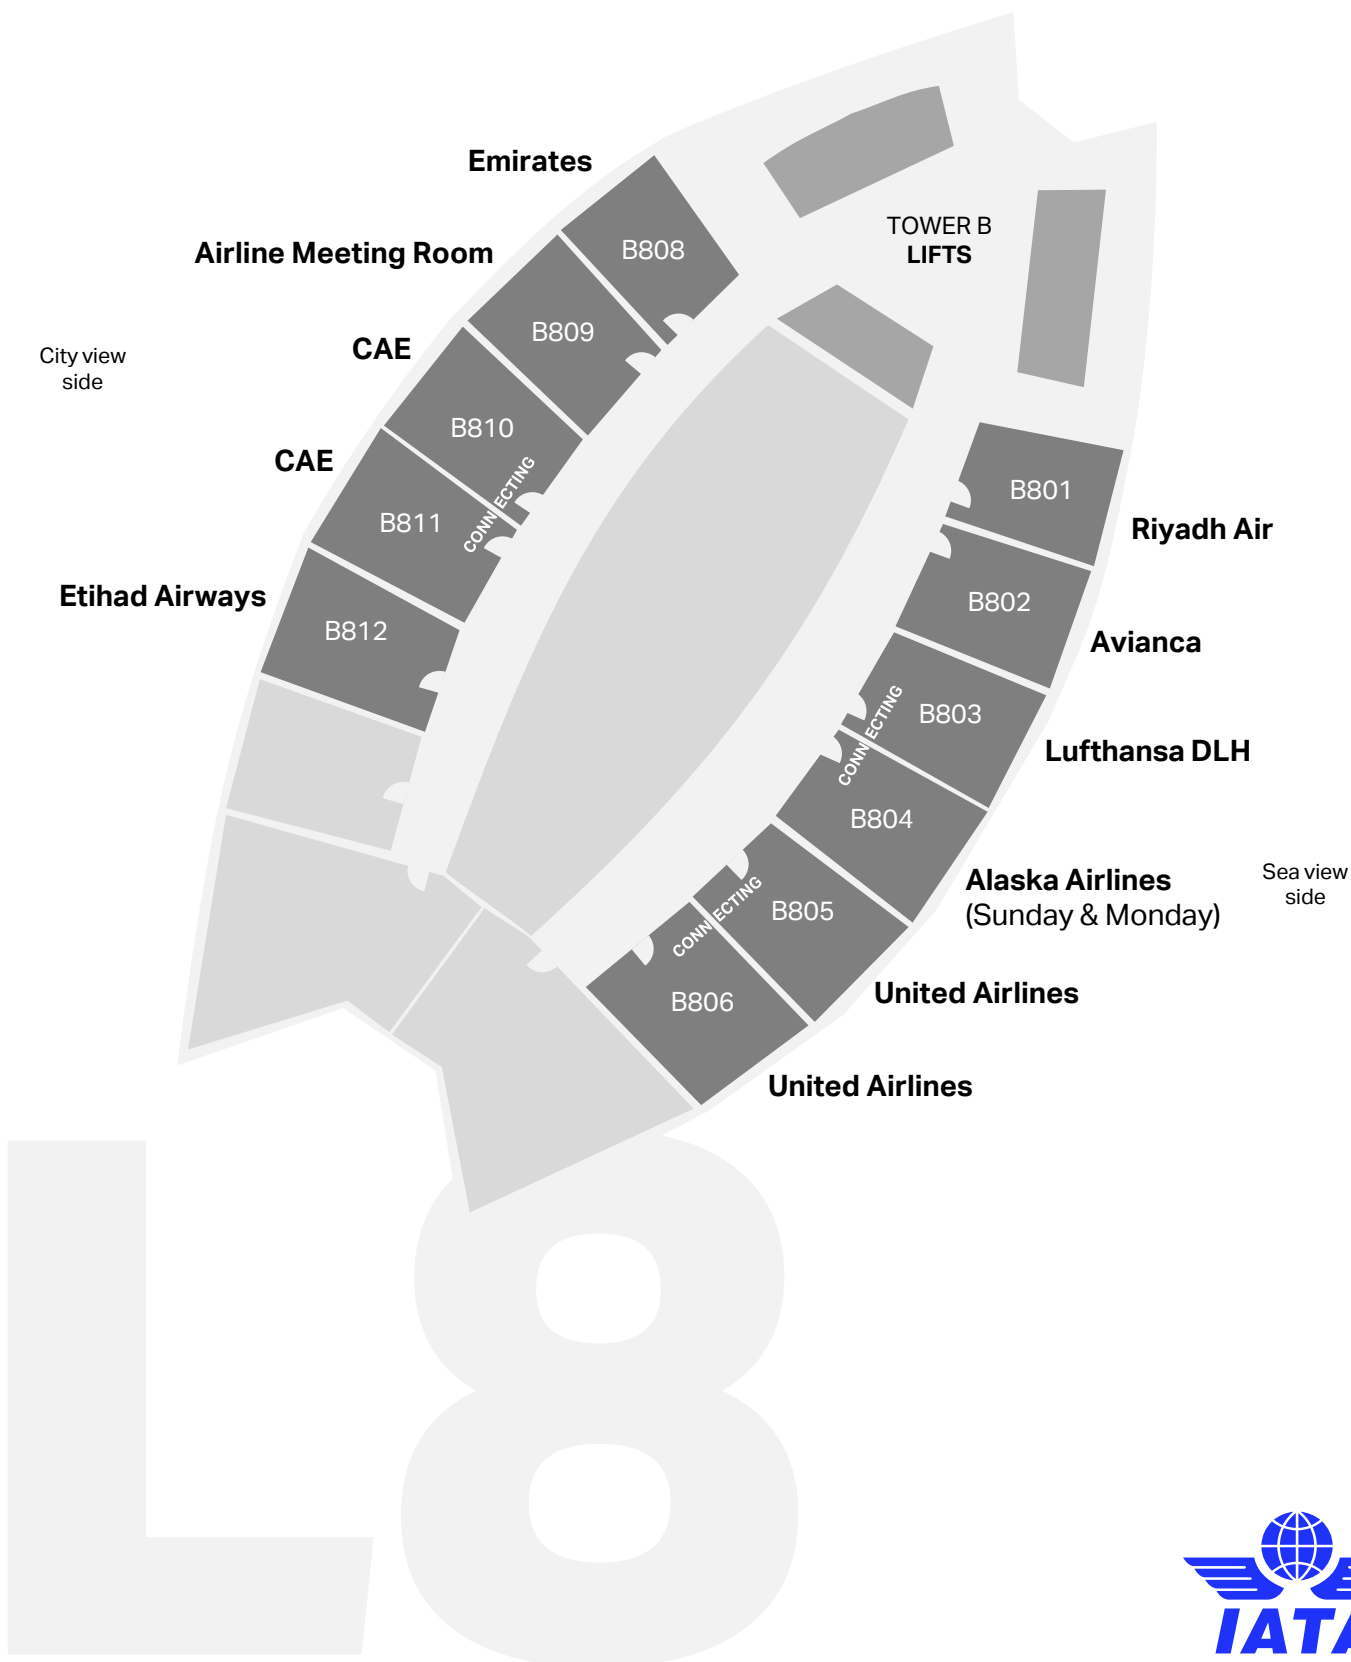 Emirates
B808
TOWER B
LIFTS
Airline Meeting Room
B809
City view
side
CAE
B810
CONNECTING
CAE
B811
Etihad Airways
B812
B801
Riyadh Air
B802
Avianca
B803
Lufthansa DLH
CONNECTING
B804
Alaska Airlines
(Sunday & Monday)
Sea view
side
B805
United Airlines
CONNECTING
B806
United Airlines
L8
IATA